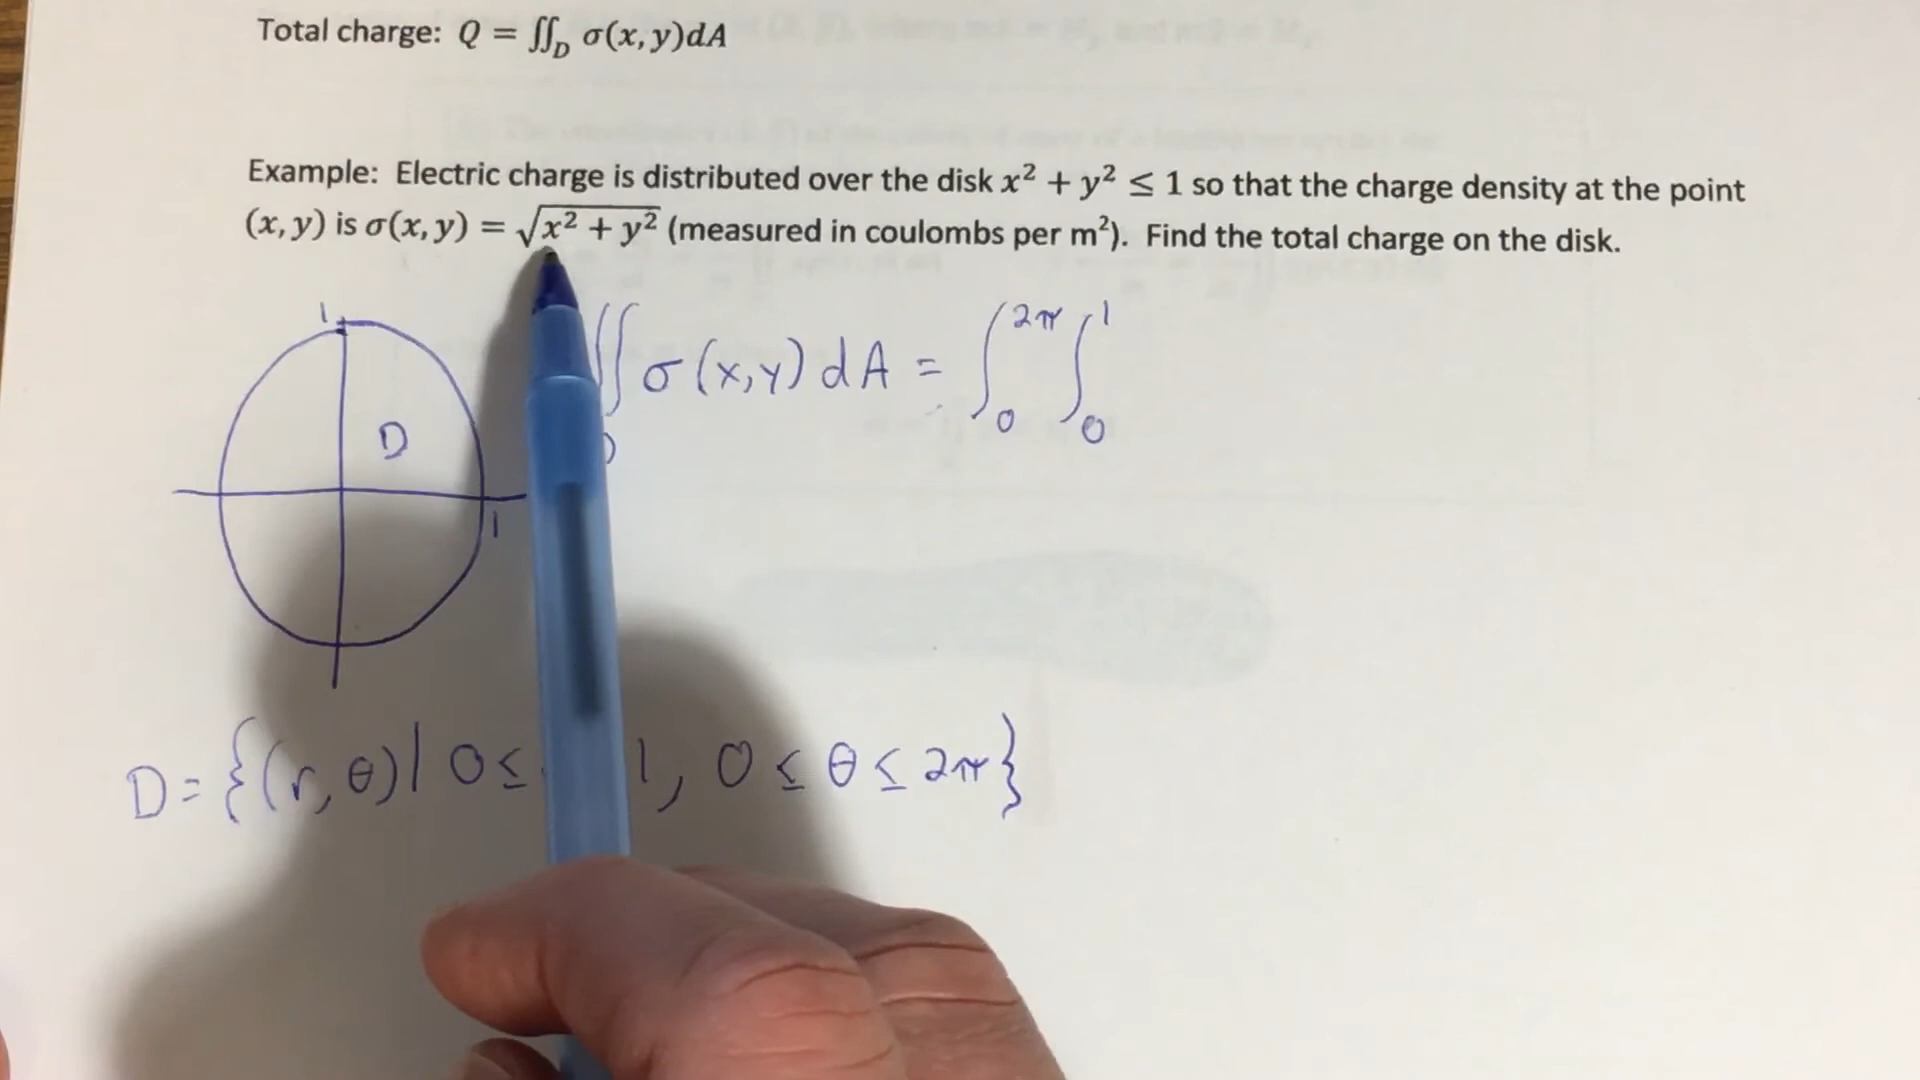 Total charge: Q = ∬_D σ(x, y)dA
Example: Electric charge is distributed over the disk x² + y² ≤ 1 so that the charge density at the point
(x, y) is σ(x, y) = √(x² + y²) (measured in coulombs per m²). Find the total charge on the disk.
1
D
1
∬ σ(x,y) dA = ∫₀^2π ∫₀^1
D = {(r, θ) | 0 ≤ 1, 0 ≤ θ ≤ 2π}